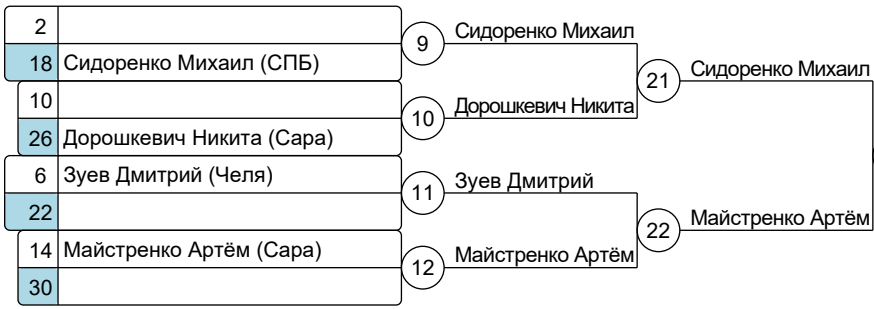 2
9
Сидоренко Михаил
18 Сидоренко Михаил (СПБ)
21
Сидоренко Михаил
10
10
Дорошкевич Никита
26 Дорошкевич Никита (Сара)
6 Зуев Дмитрий (Челя)
11
Зуев Дмитрий
22
22
Майстренко Артём
14 Майстренко Артём (Сара)
12
Майстренко Артём
30